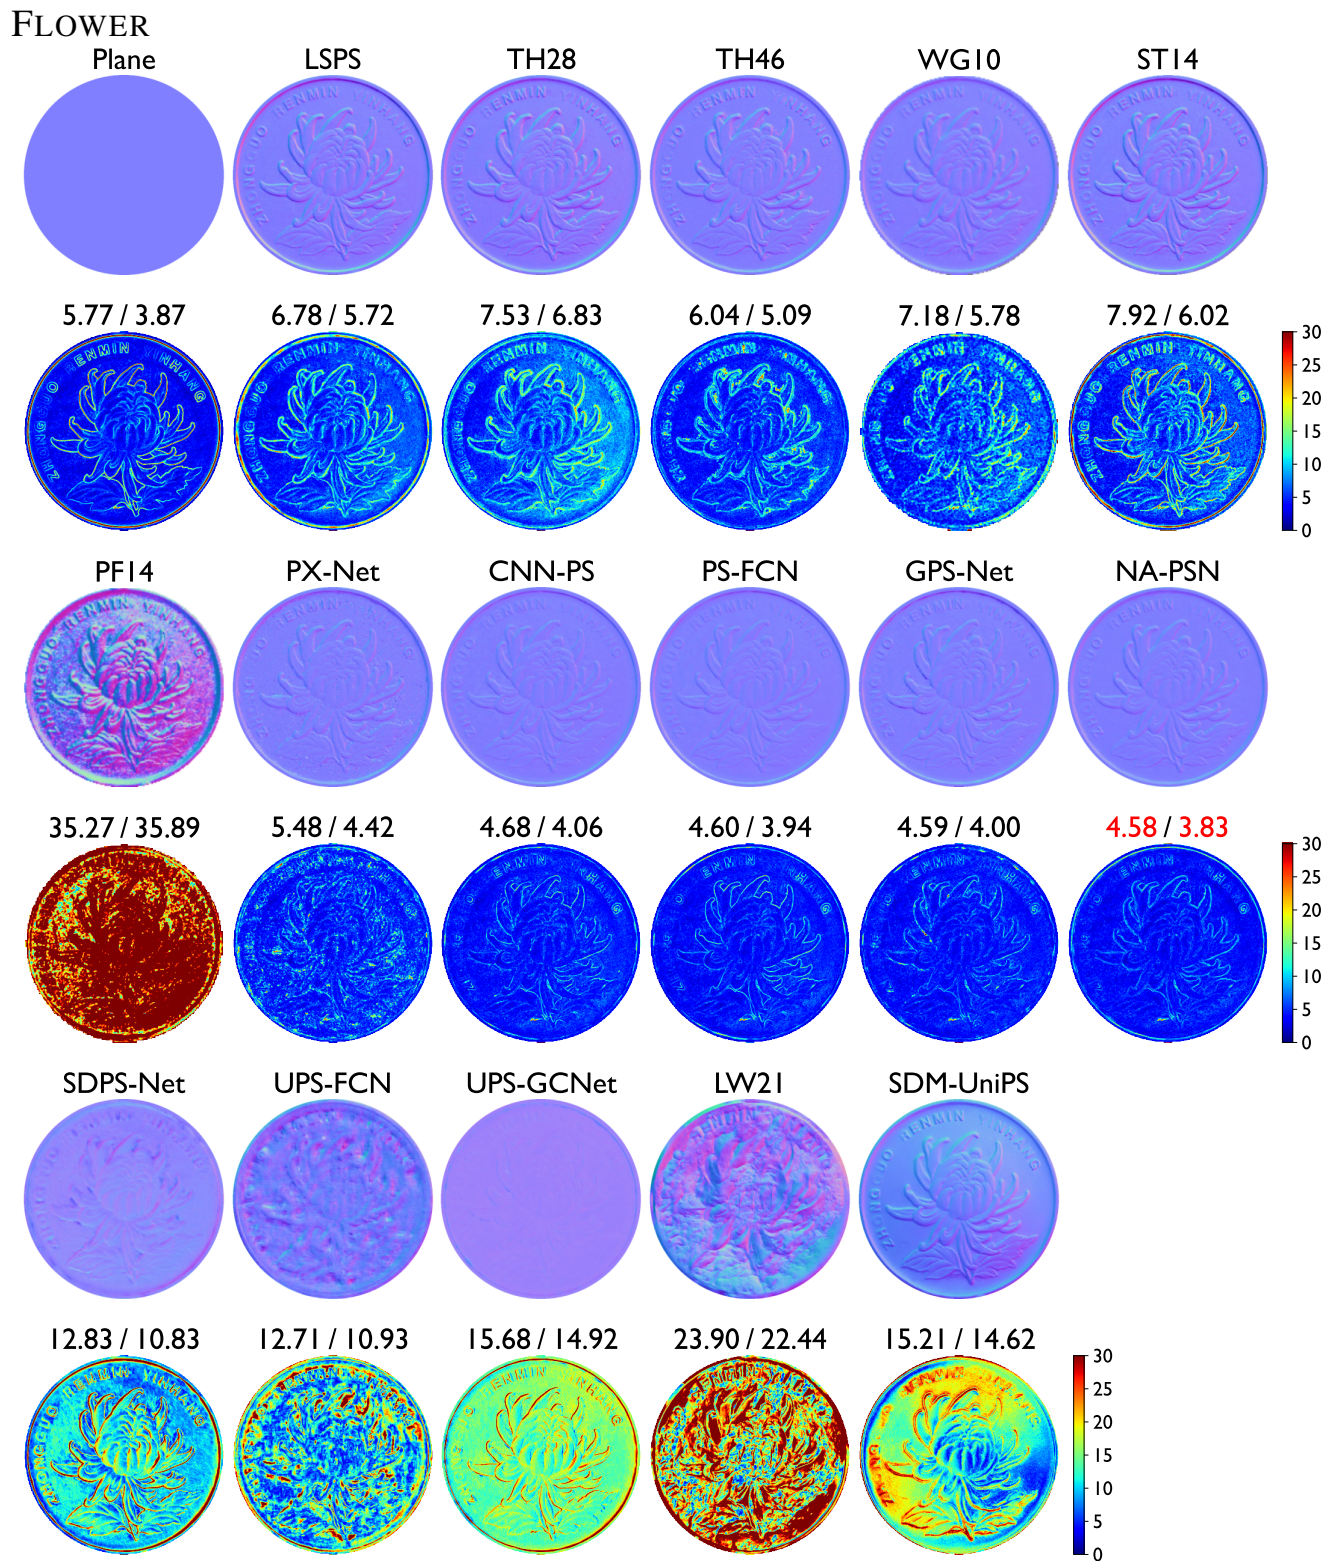 FLOWER
Plane LSPS TH28 TH46 WG10 ST14
ZHONGGUO RENMIN YINHANG
5.77 / 3.87 6.78 / 5.72 7.53 / 6.83 6.04 / 5.09 7.18 / 5.78 7.92 / 6.02
30
25
20
15
10
5
0
PF14 PX-Net CNN-PS PS-FCN GPS-Net NA-PSN
35.27 / 35.89 5.48 / 4.42 4.68 / 4.06 4.60 / 3.94 4.59 / 4.00 4.58 / 3.83
30
25
20
15
10
5
0
SDPS-Net UPS-FCN UPS-GCNet LW21 SDM-UniPS
12.83 / 10.83 12.71 / 10.93 15.68 / 14.92 23.90 / 22.44 15.21 / 14.62
30
25
20
15
10
5
0